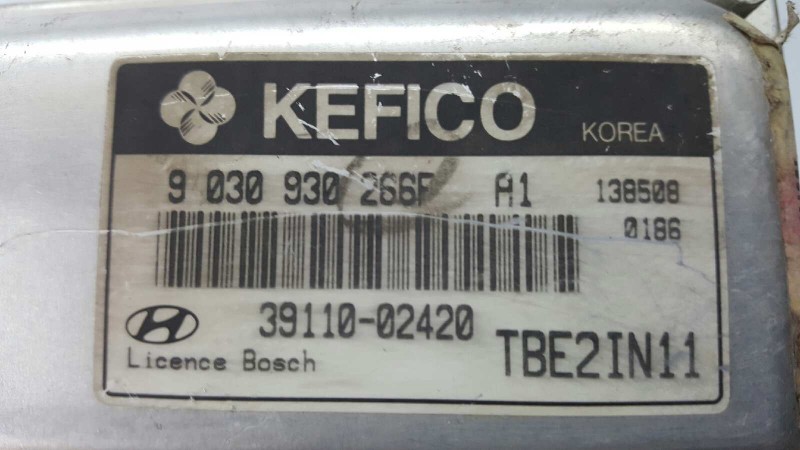 KEFICO KOREA
9 030 930 266F A1 138508
0186
39110-02420 TBE2IN11
Licence Bosch